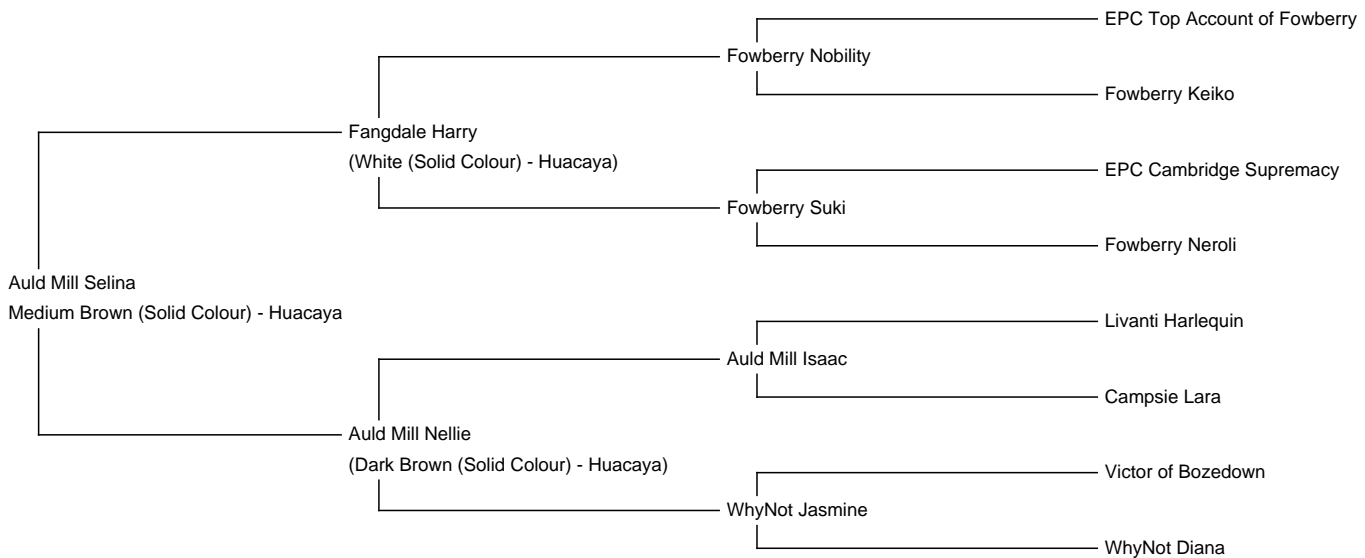 EPC Top Account of Fowberry
Fowberry Nobility
Fowberry Keiko
Fangdale Harry
(White (Solid Colour) - Huacaya)
EPC Cambridge Supremacy
Fowberry Suki
Fowberry Neroli
Auld Mill Selina
Medium Brown (Solid Colour) - Huacaya
Livanti Harlequin
Auld Mill Isaac
Campsie Lara
Auld Mill Nellie
(Dark Brown (Solid Colour) - Huacaya)
Victor of Bozedown
WhyNot Jasmine
WhyNot Diana